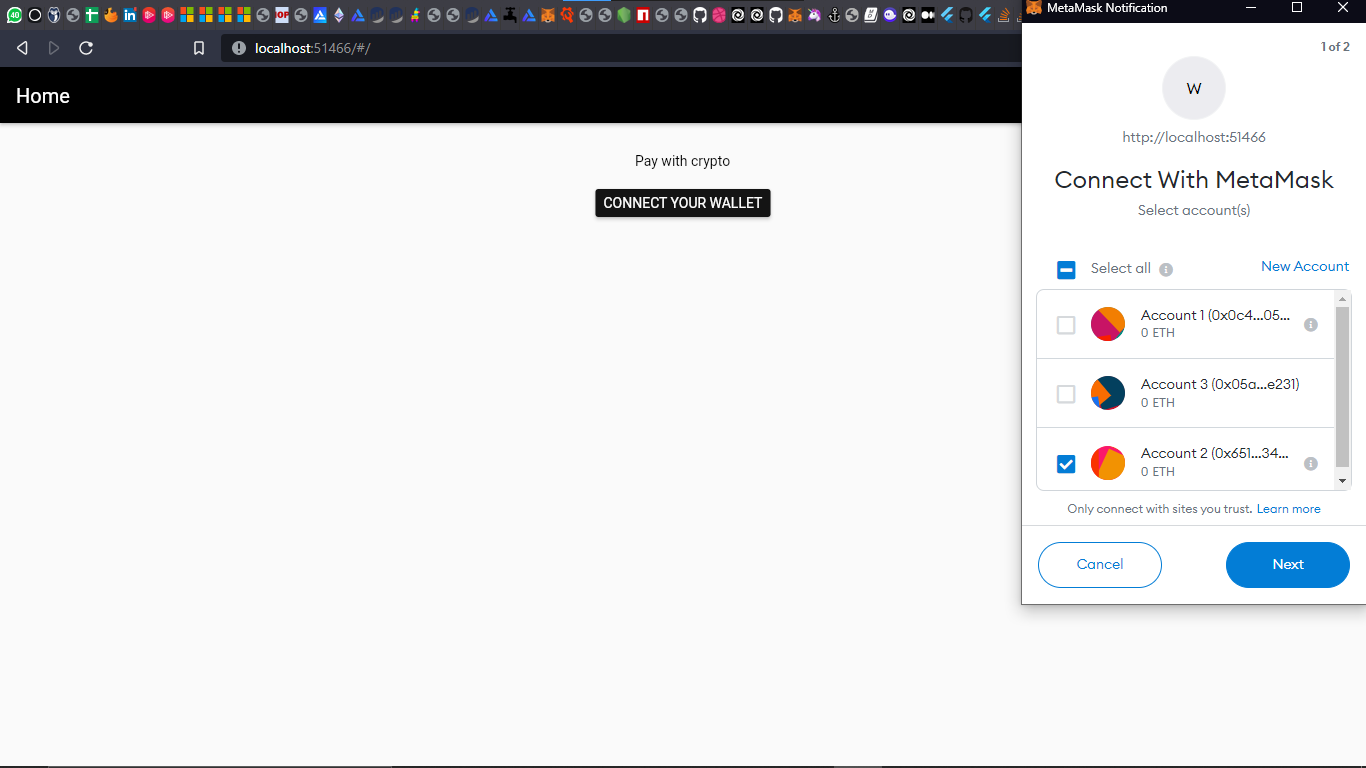 MetaMask Notification
localhost:51466/#/
1 of 2
Home
W
http://localhost:51466
Pay with crypto
Connect With MetaMask
CONNECT YOUR WALLET
Select account(s)
Select all
New Account
Account 1 (0x0c4...05...
0 ETH
Account 3 (0x05a...e231)
0 ETH
Account 2 (0x651...34...
0 ETH
Only connect with sites you trust. Learn more
Cancel
Next